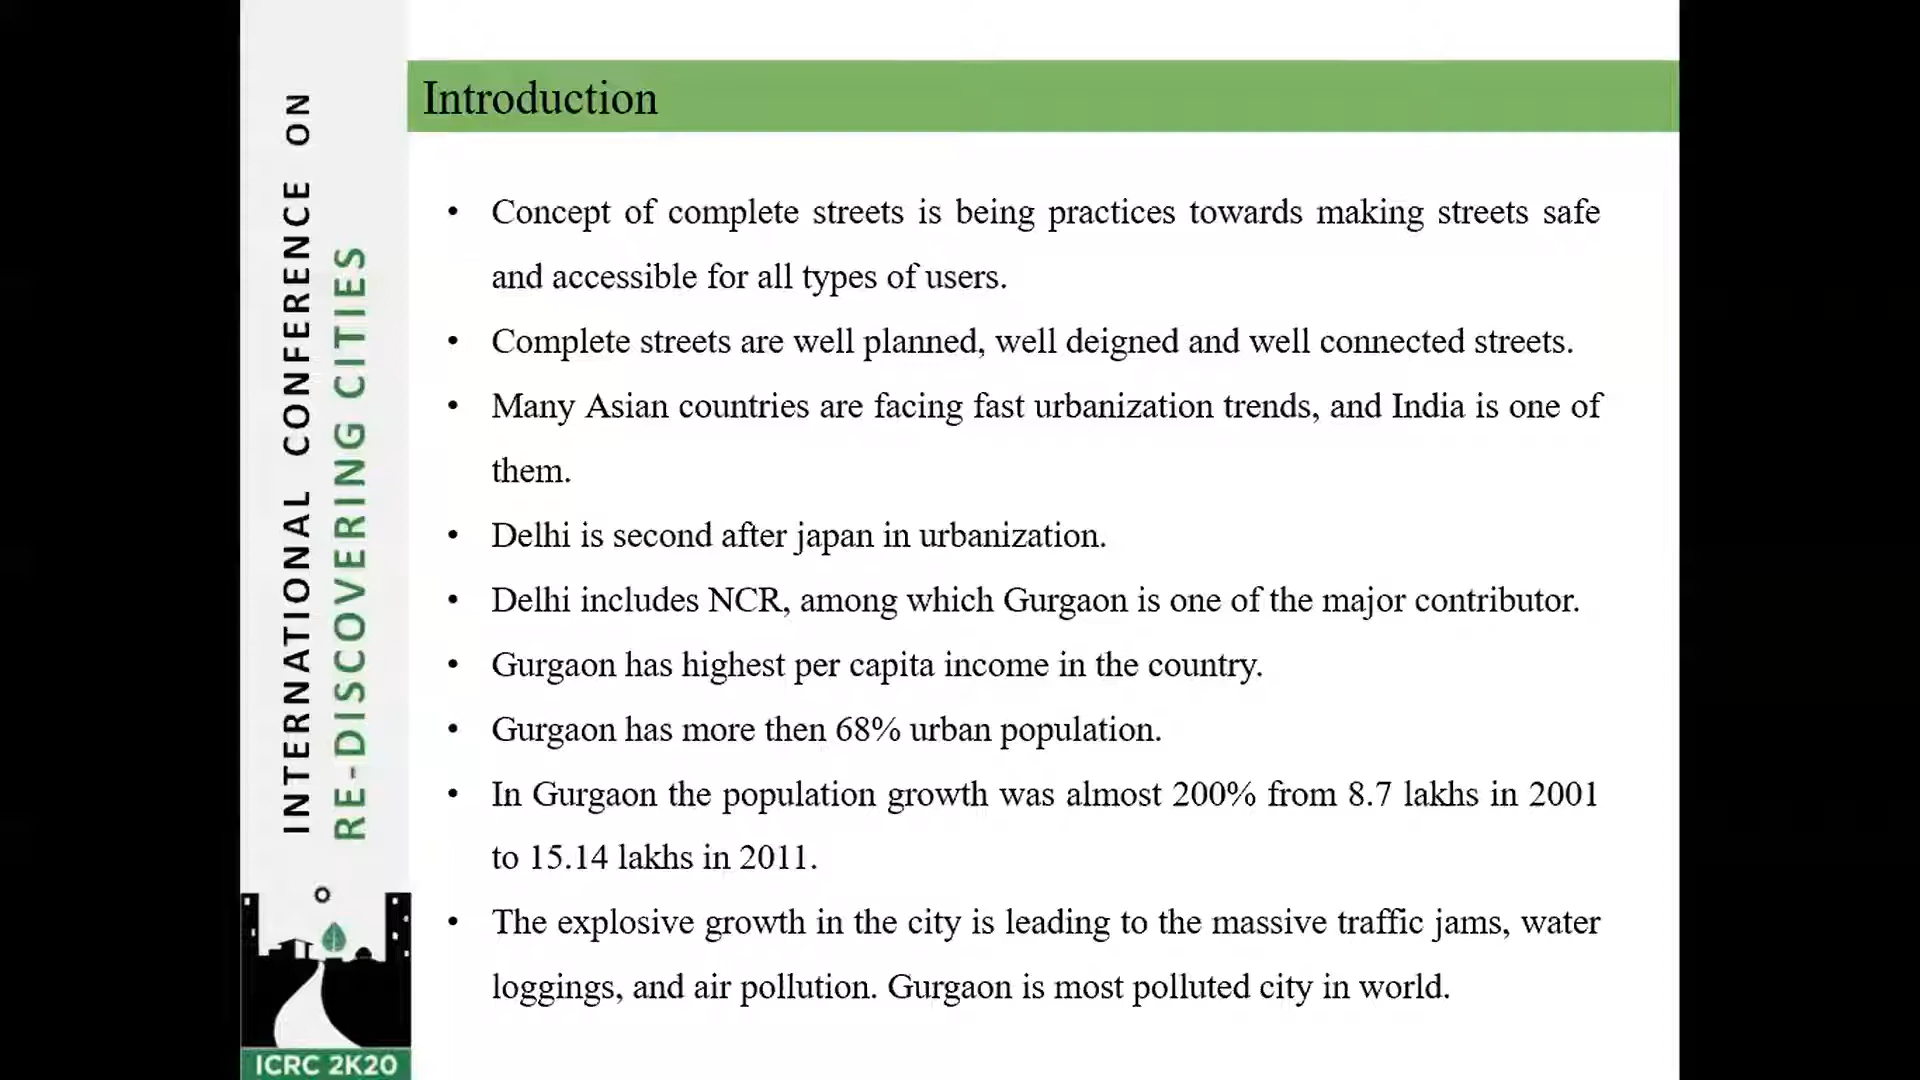 INTERNATIONAL CONFERENCE ON
RE-DISCOVERING CITIES
ICRC 2K20
Introduction
• Concept of complete streets is being practices towards making streets safe
and accessible for all types of users.
• Complete streets are well planned, well deigned and well connected streets.
• Many Asian countries are facing fast urbanization trends, and India is one of
them.
• Delhi is second after japan in urbanization.
• Delhi includes NCR, among which Gurgaon is one of the major contributor.
• Gurgaon has highest per capita income in the country.
• Gurgaon has more then 68% urban population.
• In Gurgaon the population growth was almost 200% from 8.7 lakhs in 2001
to 15.14 lakhs in 2011.
• The explosive growth in the city is leading to the massive traffic jams, water
loggings, and air pollution. Gurgaon is most polluted city in world.